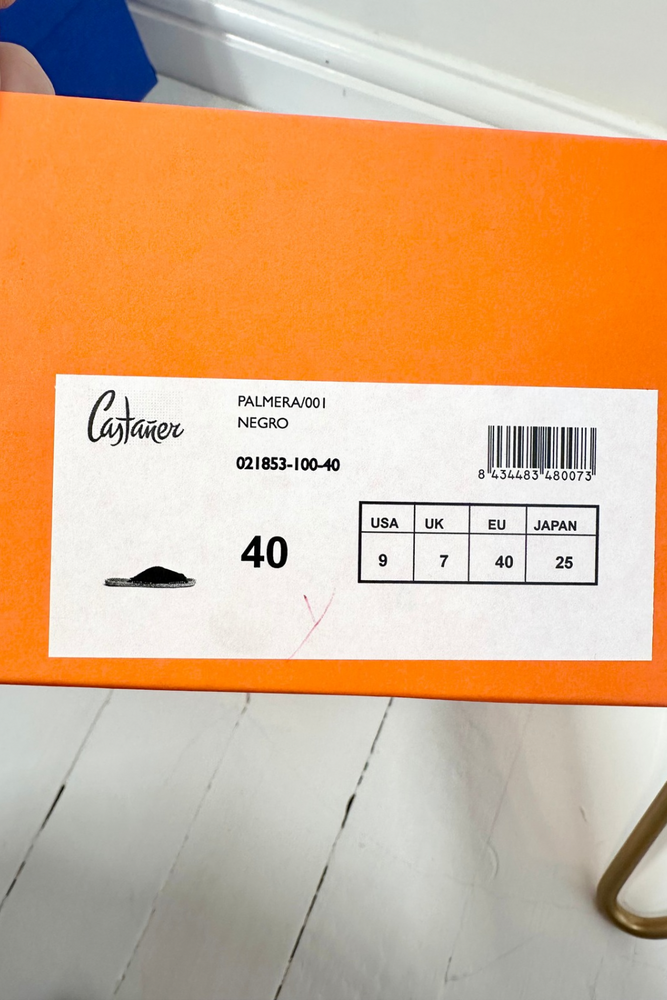 Castañer
PALMERA/001
NEGRO
021853-100-40
8 434483 480073
40
USA UK EU JAPAN
9 7 40 25